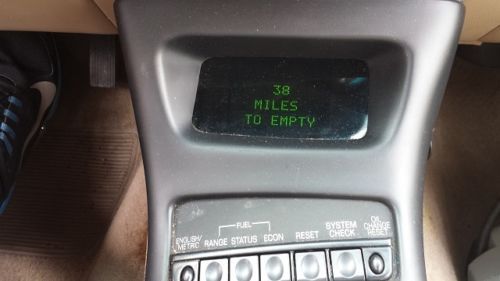 38
MILES
TO EMPTY
FUEL
ENGLISH/
METRIC
RANGE STATUS ECON RESET
SYSTEM
CHECK
OIL
CHANGE
RESET